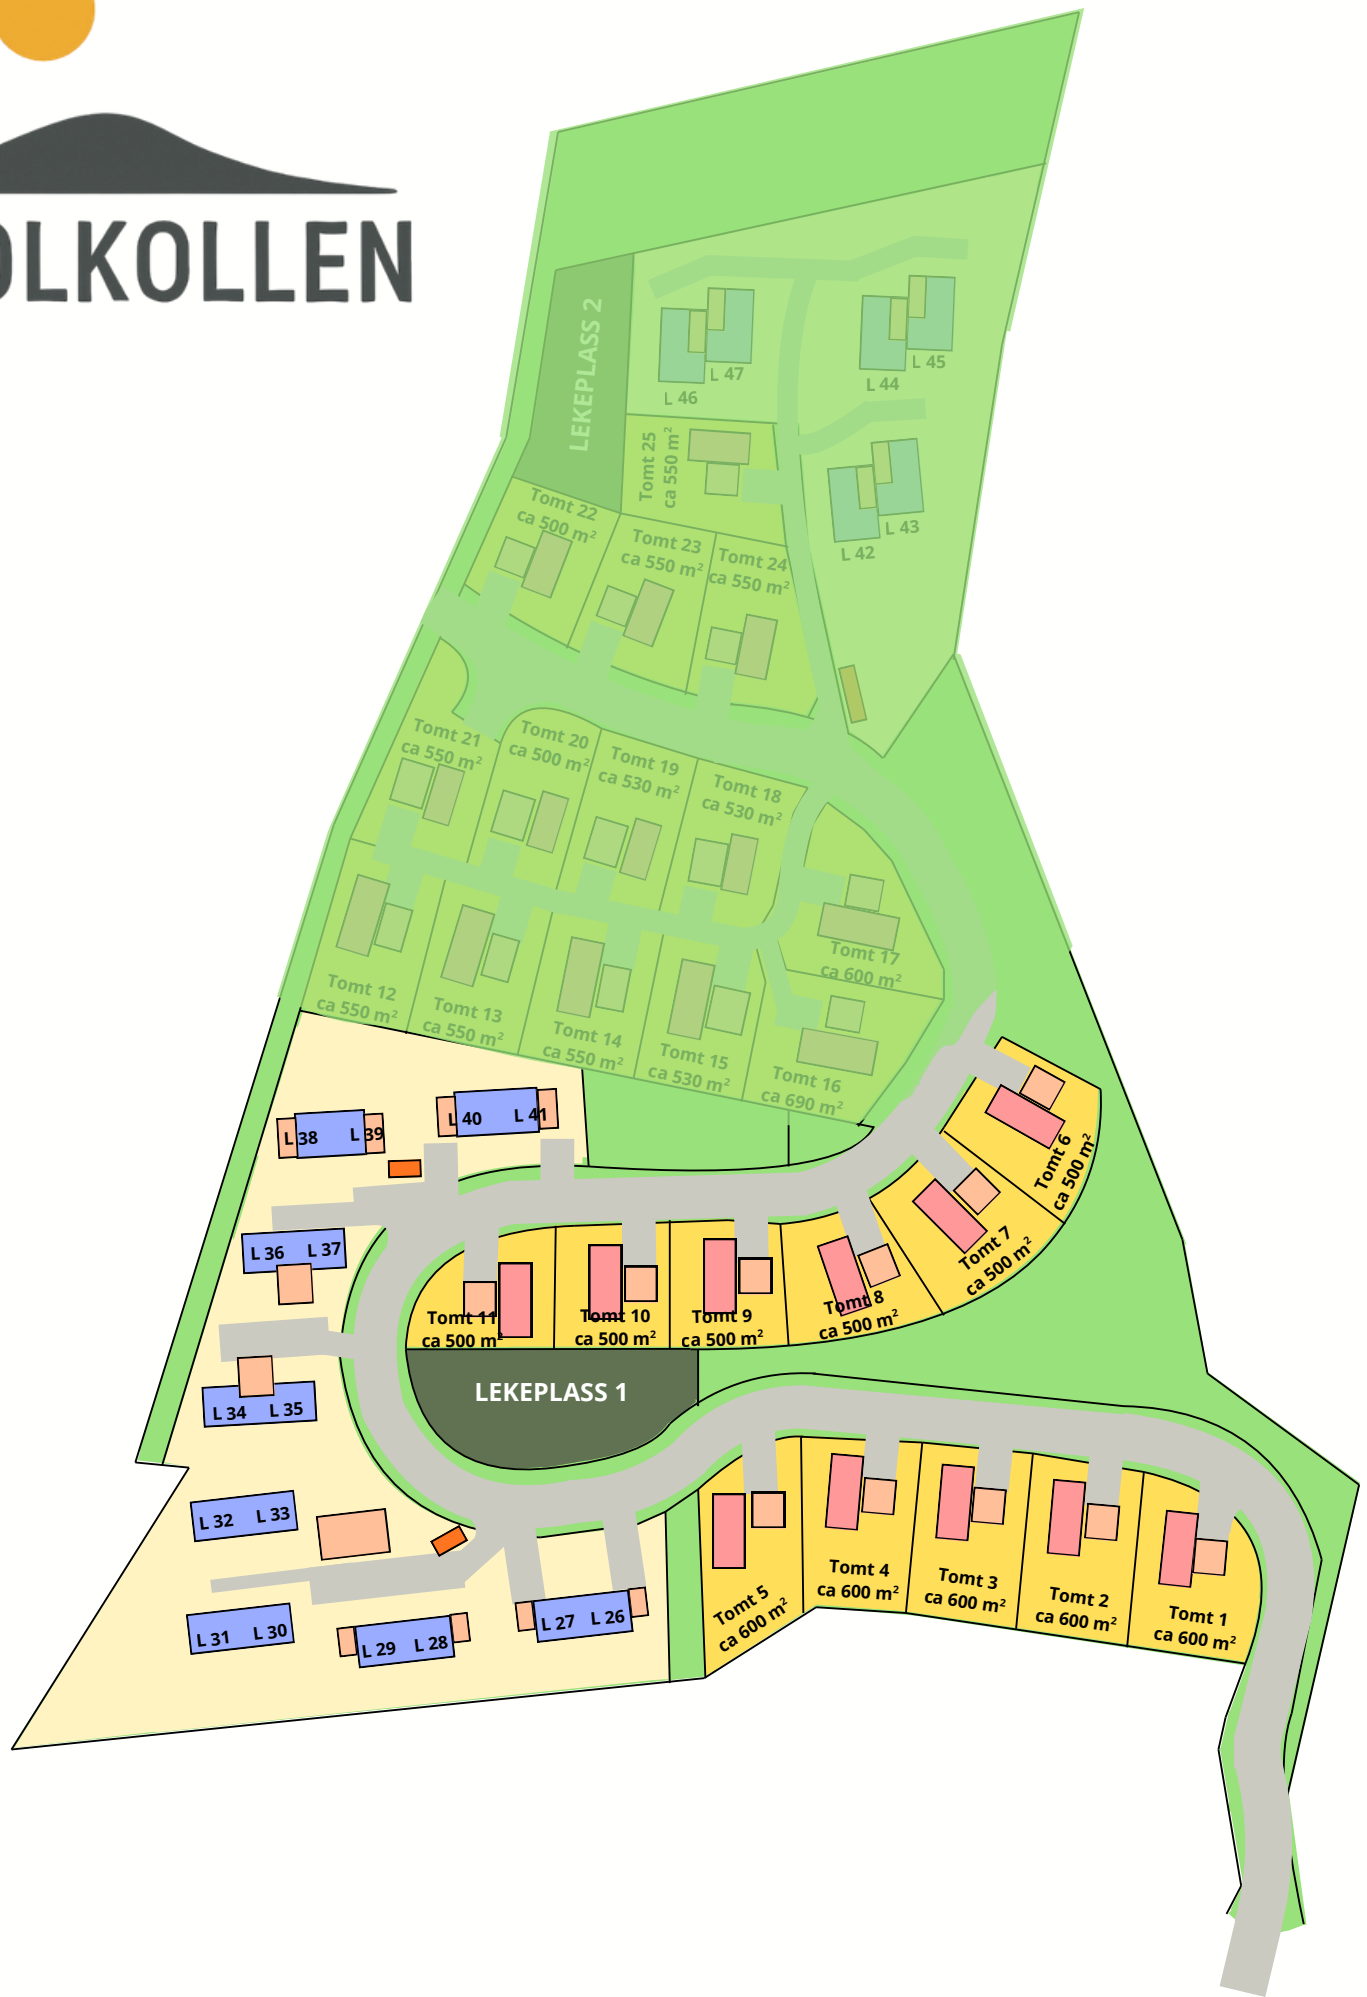 OLKOLLEN
LEKEPLASS 2
L 46
L 47
L 44
L 45
Tomt 25
ca 550 m²
L 42
L 43
Tomt 22
ca 500 m²
Tomt 23
ca 550 m²
Tomt 24
ca 550 m²
Tomt 21
ca 550 m²
Tomt 20
ca 500 m²
Tomt 19
ca 530 m²
Tomt 18
ca 530 m²
Tomt 17
ca 600 m²
Tomt 12
ca 550 m²
Tomt 13
ca 550 m²
Tomt 14
ca 550 m²
Tomt 15
ca 530 m²
Tomt 16
ca 690 m²
L 38
L 39
L 40
L 41
Tomt 6
ca 500 m²
Tomt 7
ca 500 m²
L 36
L 37
Tomt 11
ca 500 m²
Tomt 10
ca 500 m²
Tomt 9
ca 500 m²
Tomt 8
ca 500 m²
LEKEPLASS 1
L 34
L 35
L 32
L 33
L 31
L 30
L 29
L 28
L 27
L 26
Tomt 5
ca 600 m²
Tomt 4
ca 600 m²
Tomt 3
ca 600 m²
Tomt 2
ca 600 m²
Tomt 1
ca 600 m²